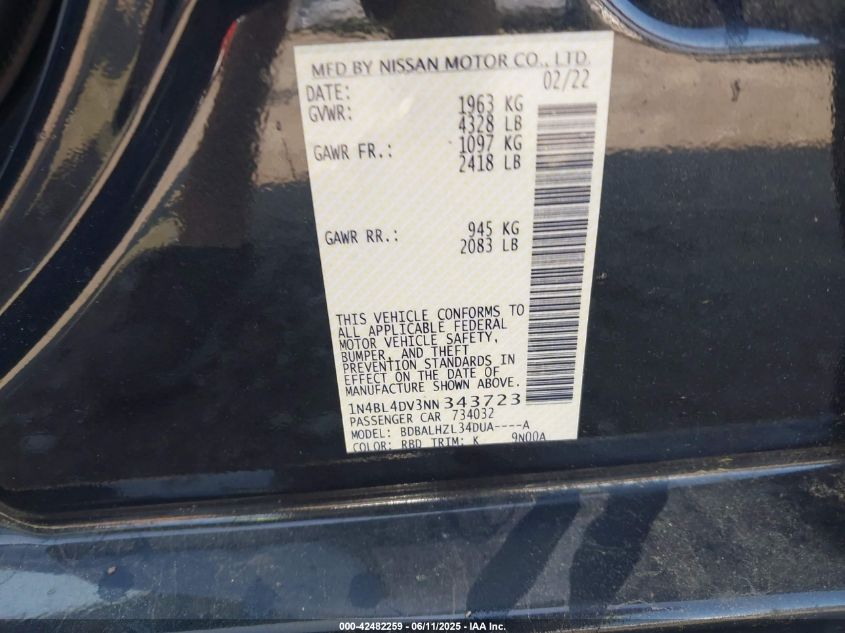 MFD BY NISSAN MOTOR CO., LTD.
DATE: 02/22
GVWR: 1963 KG
4328 LB
GAWR FR.: 1097 KG
2418 LB
GAWR RR.: 945 KG
2083 LB
THIS VEHICLE CONFORMS TO
ALL APPLICABLE FEDERAL
MOTOR VEHICLE SAFETY,
BUMPER, AND THEFT
PREVENTION STANDARDS IN
EFFECT ON THE DATE OF
MANUFACTURE SHOWN ABOVE.
1N4BL4DV3NN343723
PASSENGER CAR 734032
MODEL: BDBALHZL34DUA----A
COLOR: RBD TRIM: K 9N00A
000-42482259 - 06/11/2025 - IAA Inc.